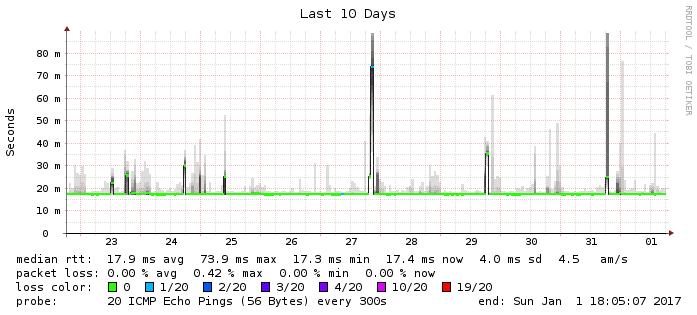 Last 10 Days
RRDTOOL / TOBI OETIKER
Seconds
80 m
70 m
60 m
50 m
40 m
30 m
20 m
10 m
0
23 24 25 26 27 28 29 30 31 01
median rtt: 17.9 ms avg 73.9 ms max 17.3 ms min 17.4 ms now 4.0 ms sd 4.5 am/s
packet loss: 0.00 % avg 0.42 % max 0.00 % min 0.00 % now
loss color: 0 1/20 2/20 3/20 4/20 10/20 19/20
probe: 20 ICMP Echo Pings (56 Bytes) every 300s end: Sun Jan 1 18:05:07 2017